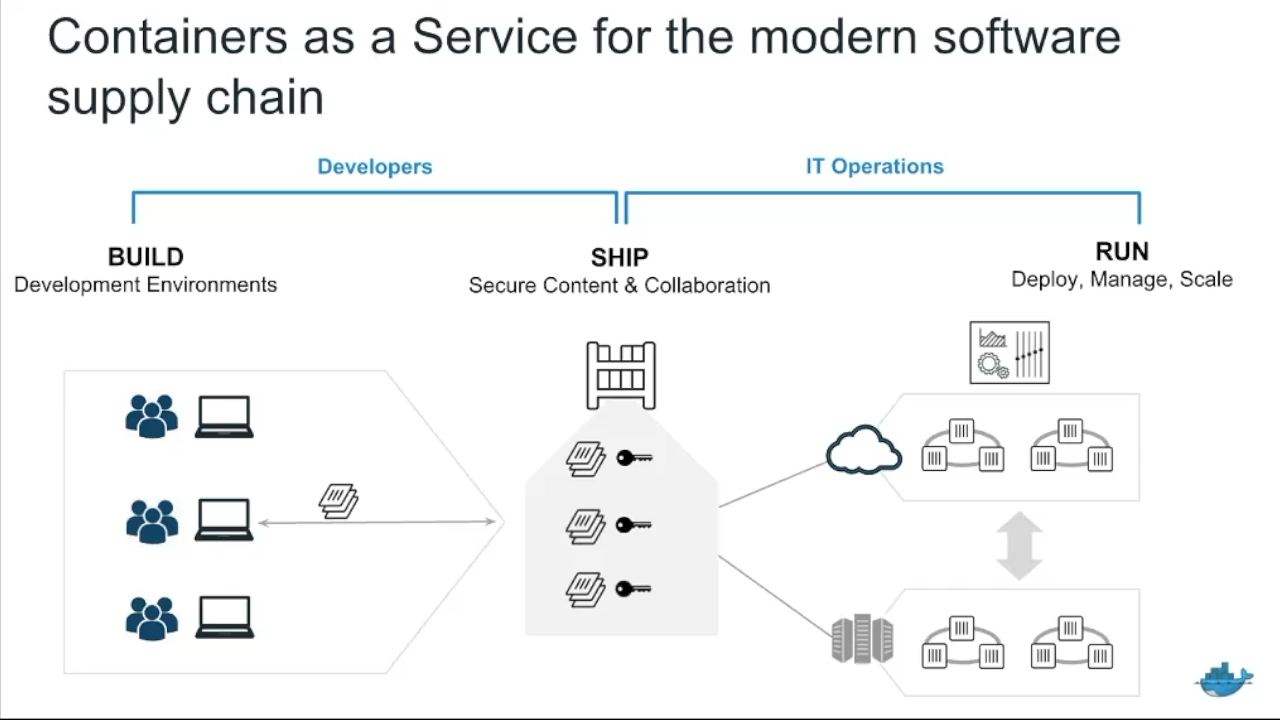 Containers as a Service for the modern software
supply chain
Developers
IT Operations
BUILD
Development Environments
SHIP
Secure Content & Collaboration
RUN
Deploy, Manage, Scale